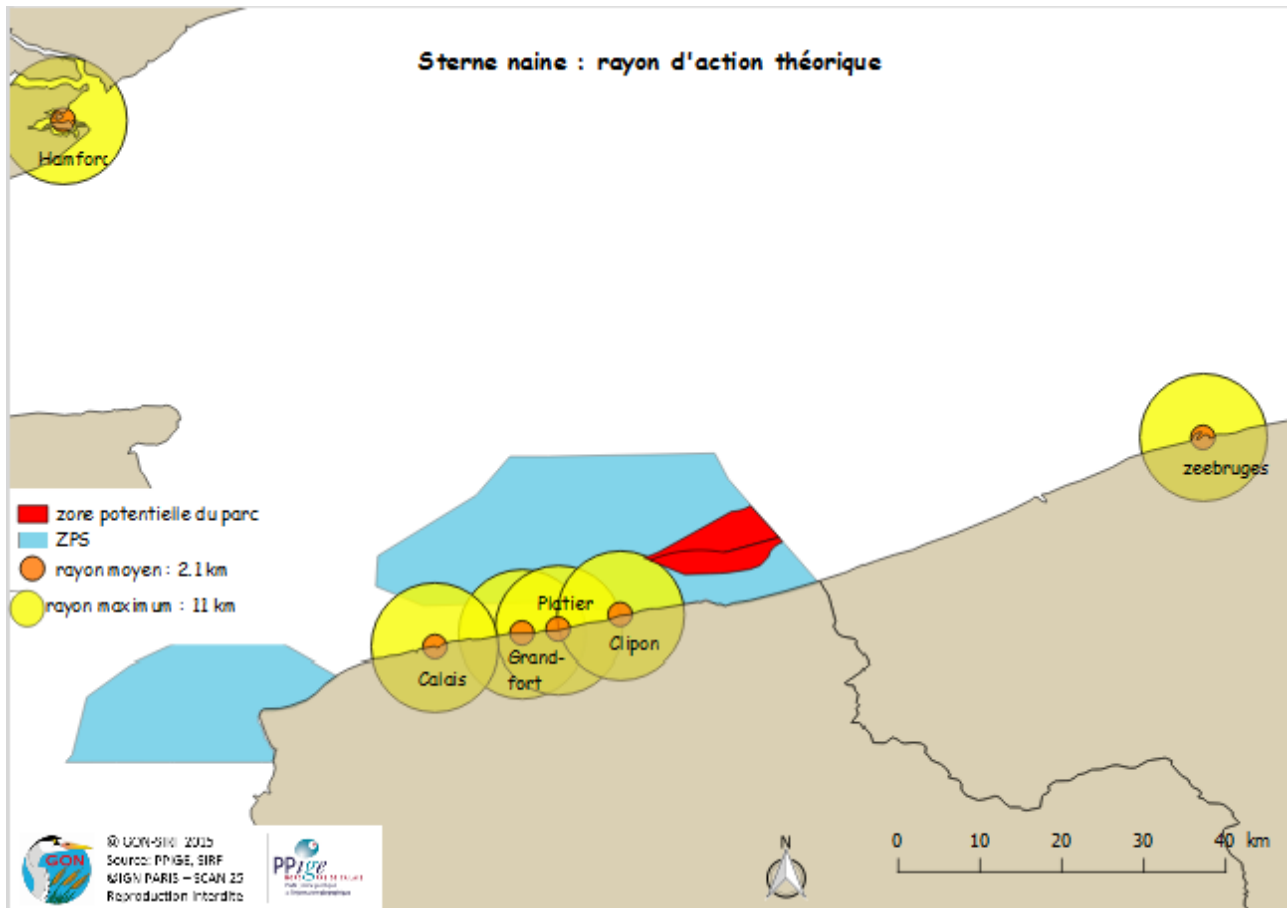 Sterne naine : rayon d'action théorique
Hamford
zeebruges
zone potentielle du parc
ZPS
rayon moyen : 2.1 km
rayon maximum : 11 km
Platier
Clipon
Grand-
fort
Calais
N
0 10 20 30 40 km
GON
© GON-SIRF 2015
Source: PPIGE, SIRF
©IGN PARIS – SCAN 25
Reproduction interdite
PPige